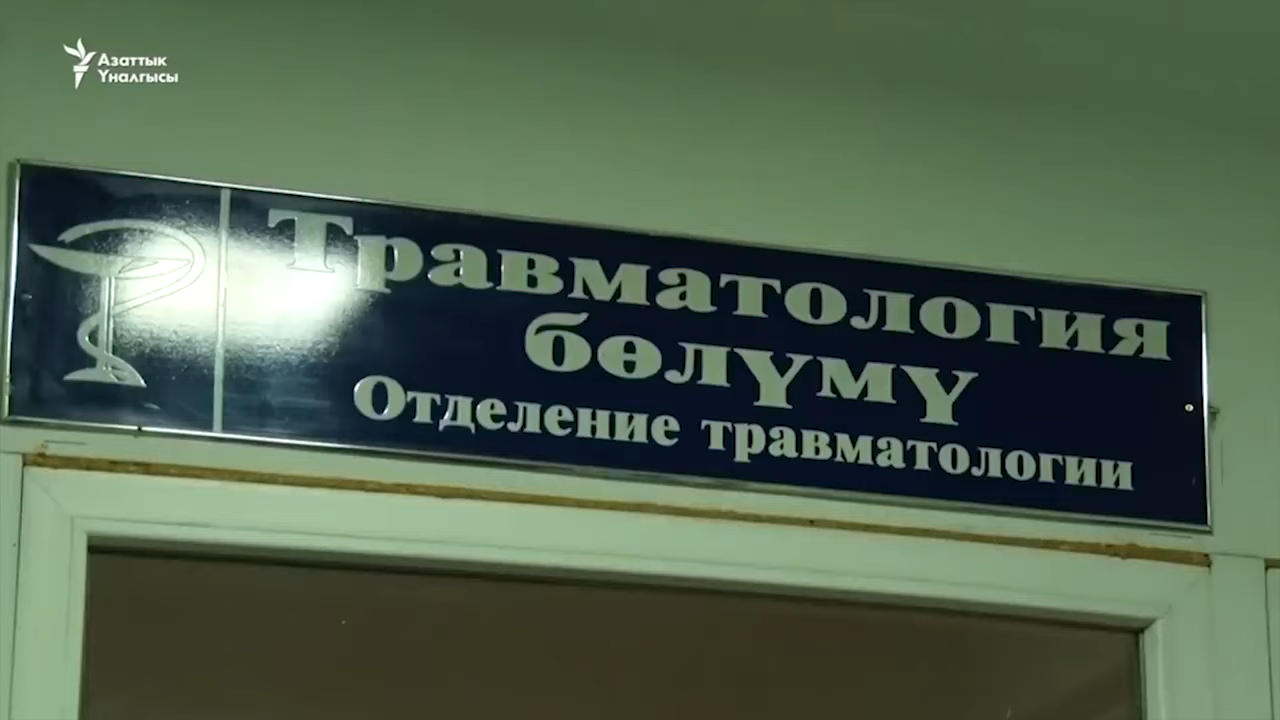 Азаттык
Үналгысы
Травматология
бөлүмү
Отделение травматологии